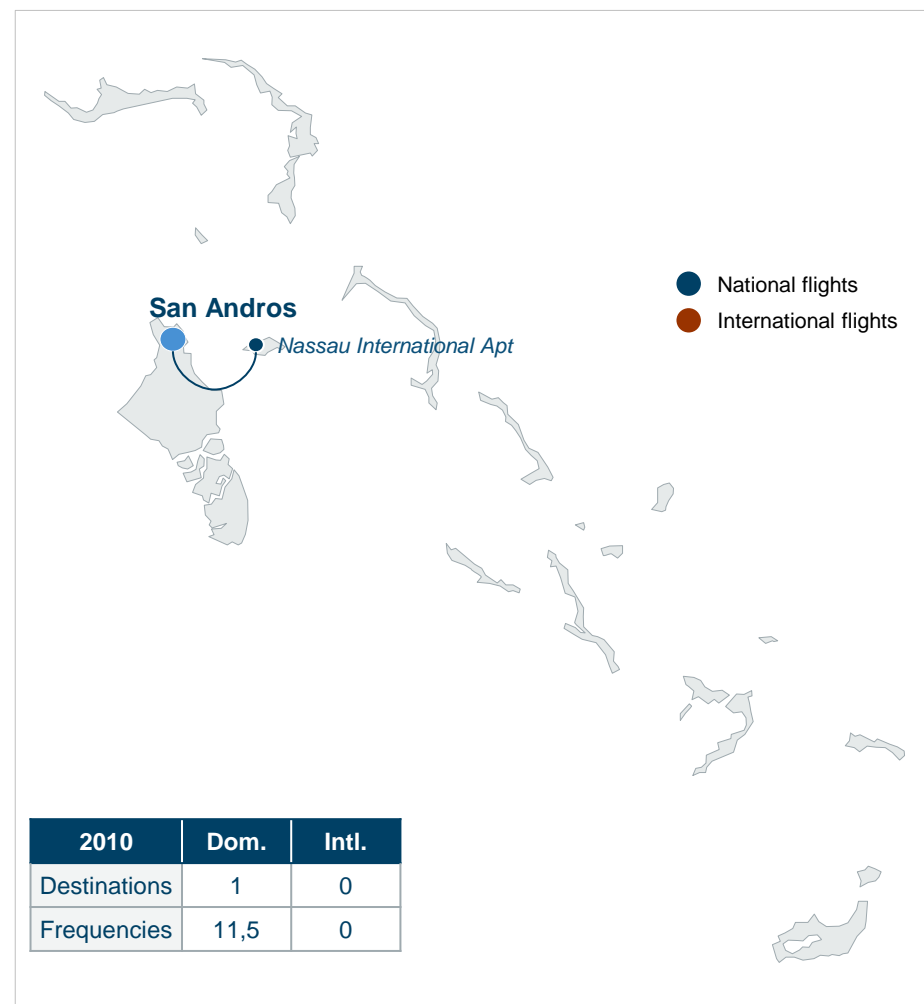 National flights
San Andros
International flights
Nassau International Apt
2010 Dom. Intl.
Destinations 1 0
Frequencies 11,5 0